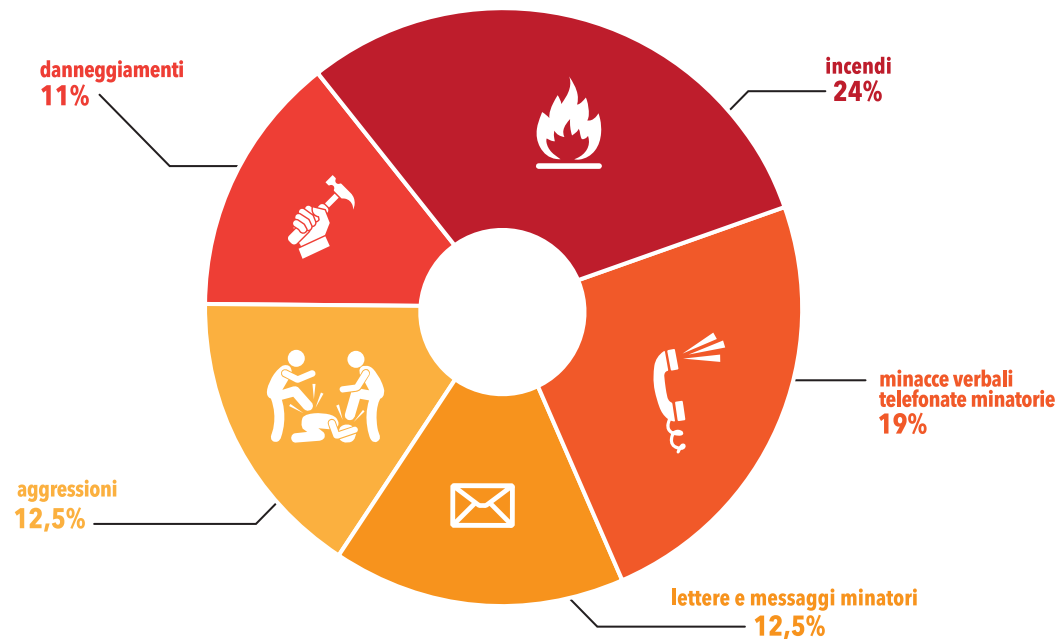 danneggiamenti
11%
incendi
24%
minacce verbali
telefonate minatorie
19%
aggressioni
12,5%
lettere e messaggi minatori
12,5%